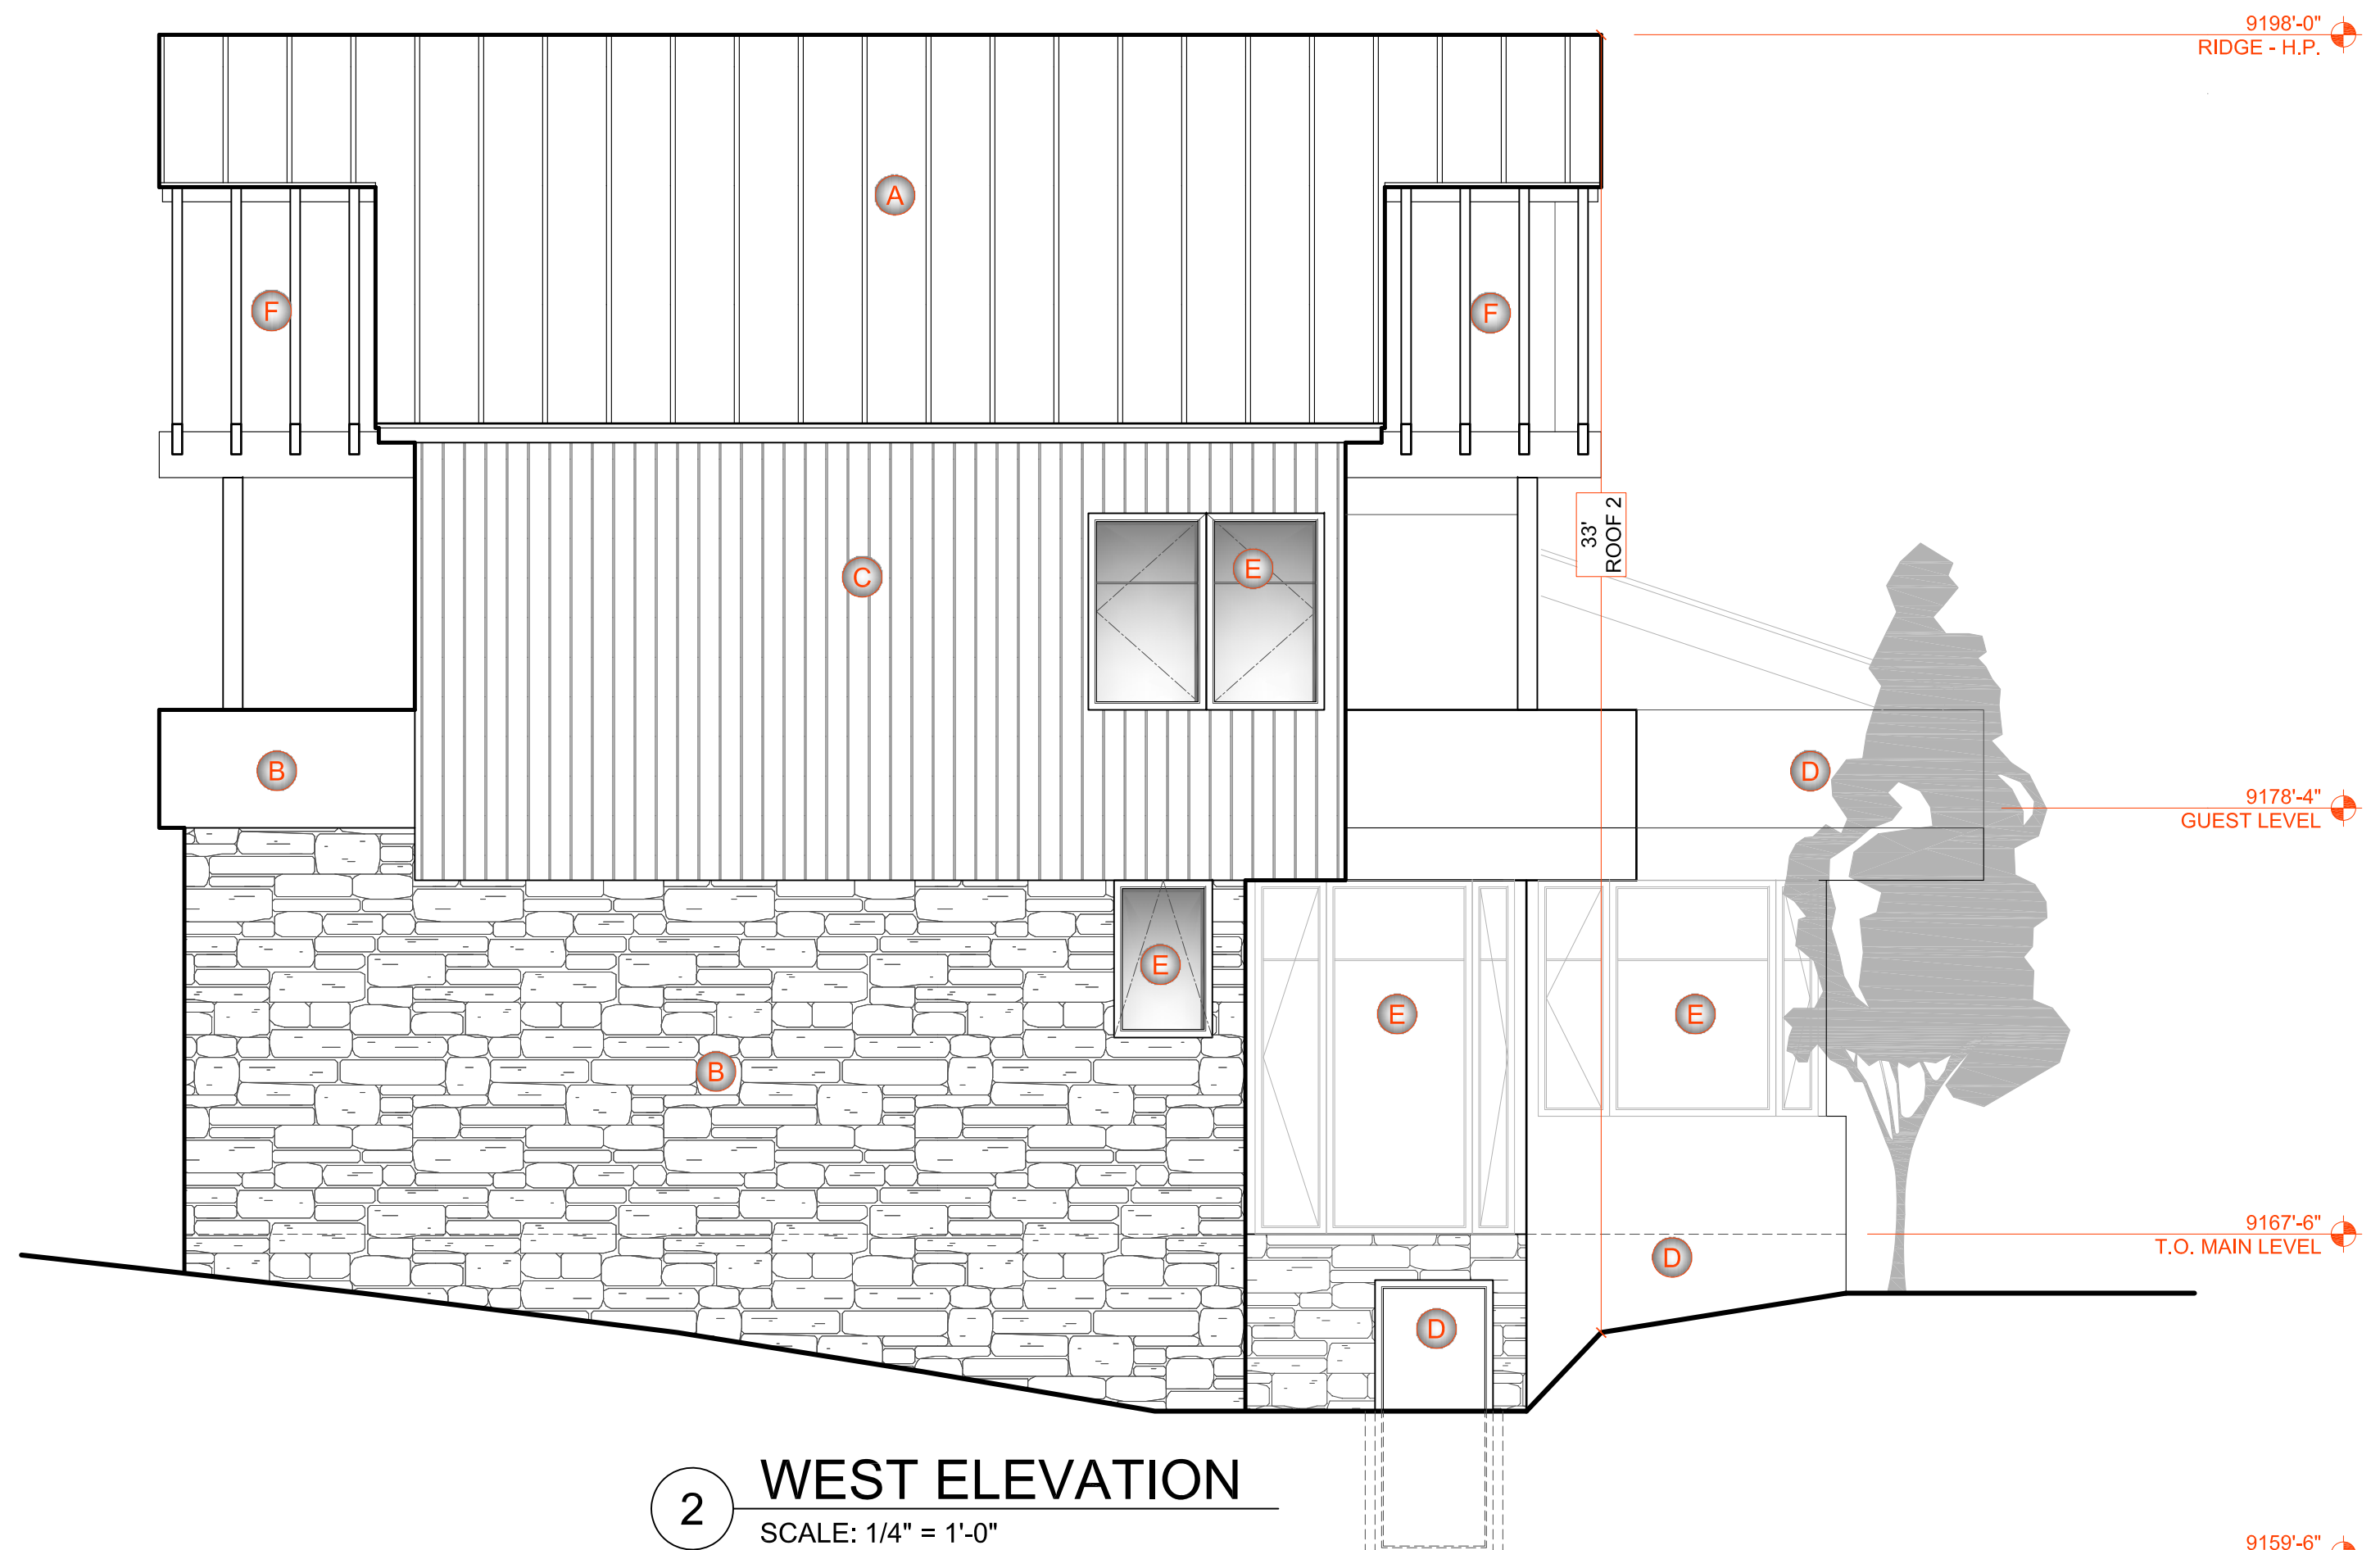 9198'-0"
RIDGE - H.P.
A
F
F
33'
ROOF 2
C
E
B
D
9178'-4"
GUEST LEVEL
E
E
E
B
9167'-6"
T.O. MAIN LEVEL
D
D
2
WEST ELEVATION
SCALE: 1/4" = 1'-0"
9159'-6"